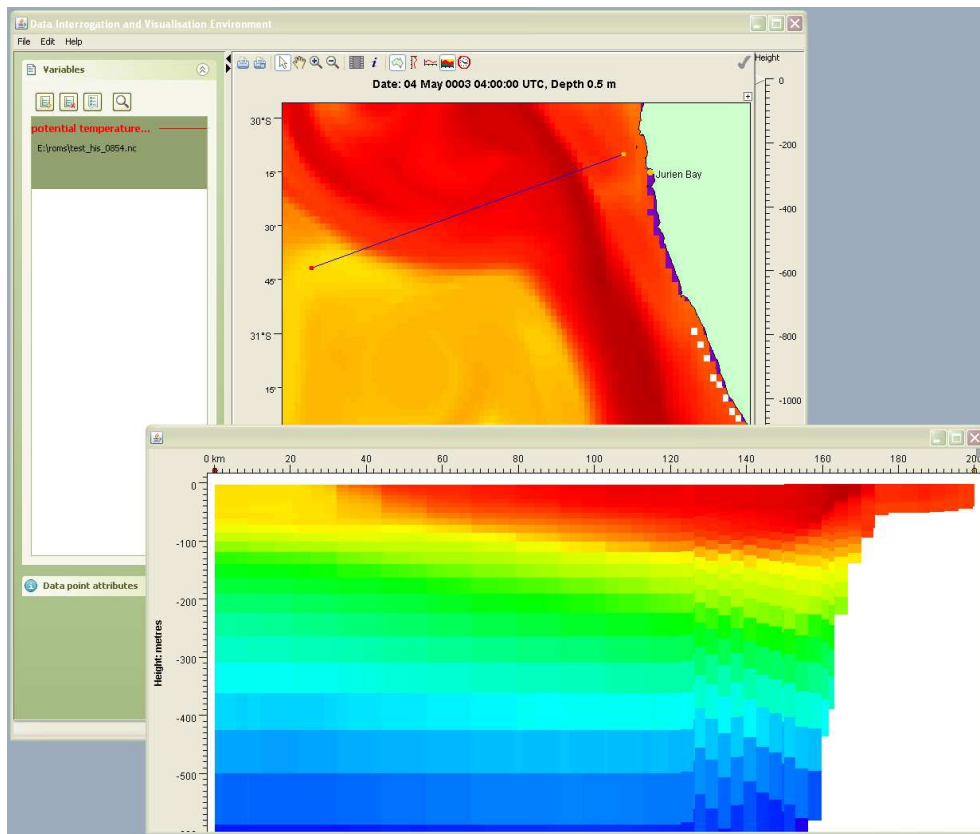 Data Interrogation and Visualisation Environment
File Edit Help
Variables
Height
Date: 04 May 0003 04:00:00 UTC, Depth 0.5 m
potential temperature...
E:\roms\test_his_0854.nc
30°S
15'
30'
45'
31°S
15'
Jurien Bay
0
-200
-400
-600
-800
-1000
Data point attributes
0 km 20 40 60 80 100 120 140 160 180 200
Height: metres
0
-100
-200
-300
-400
-500